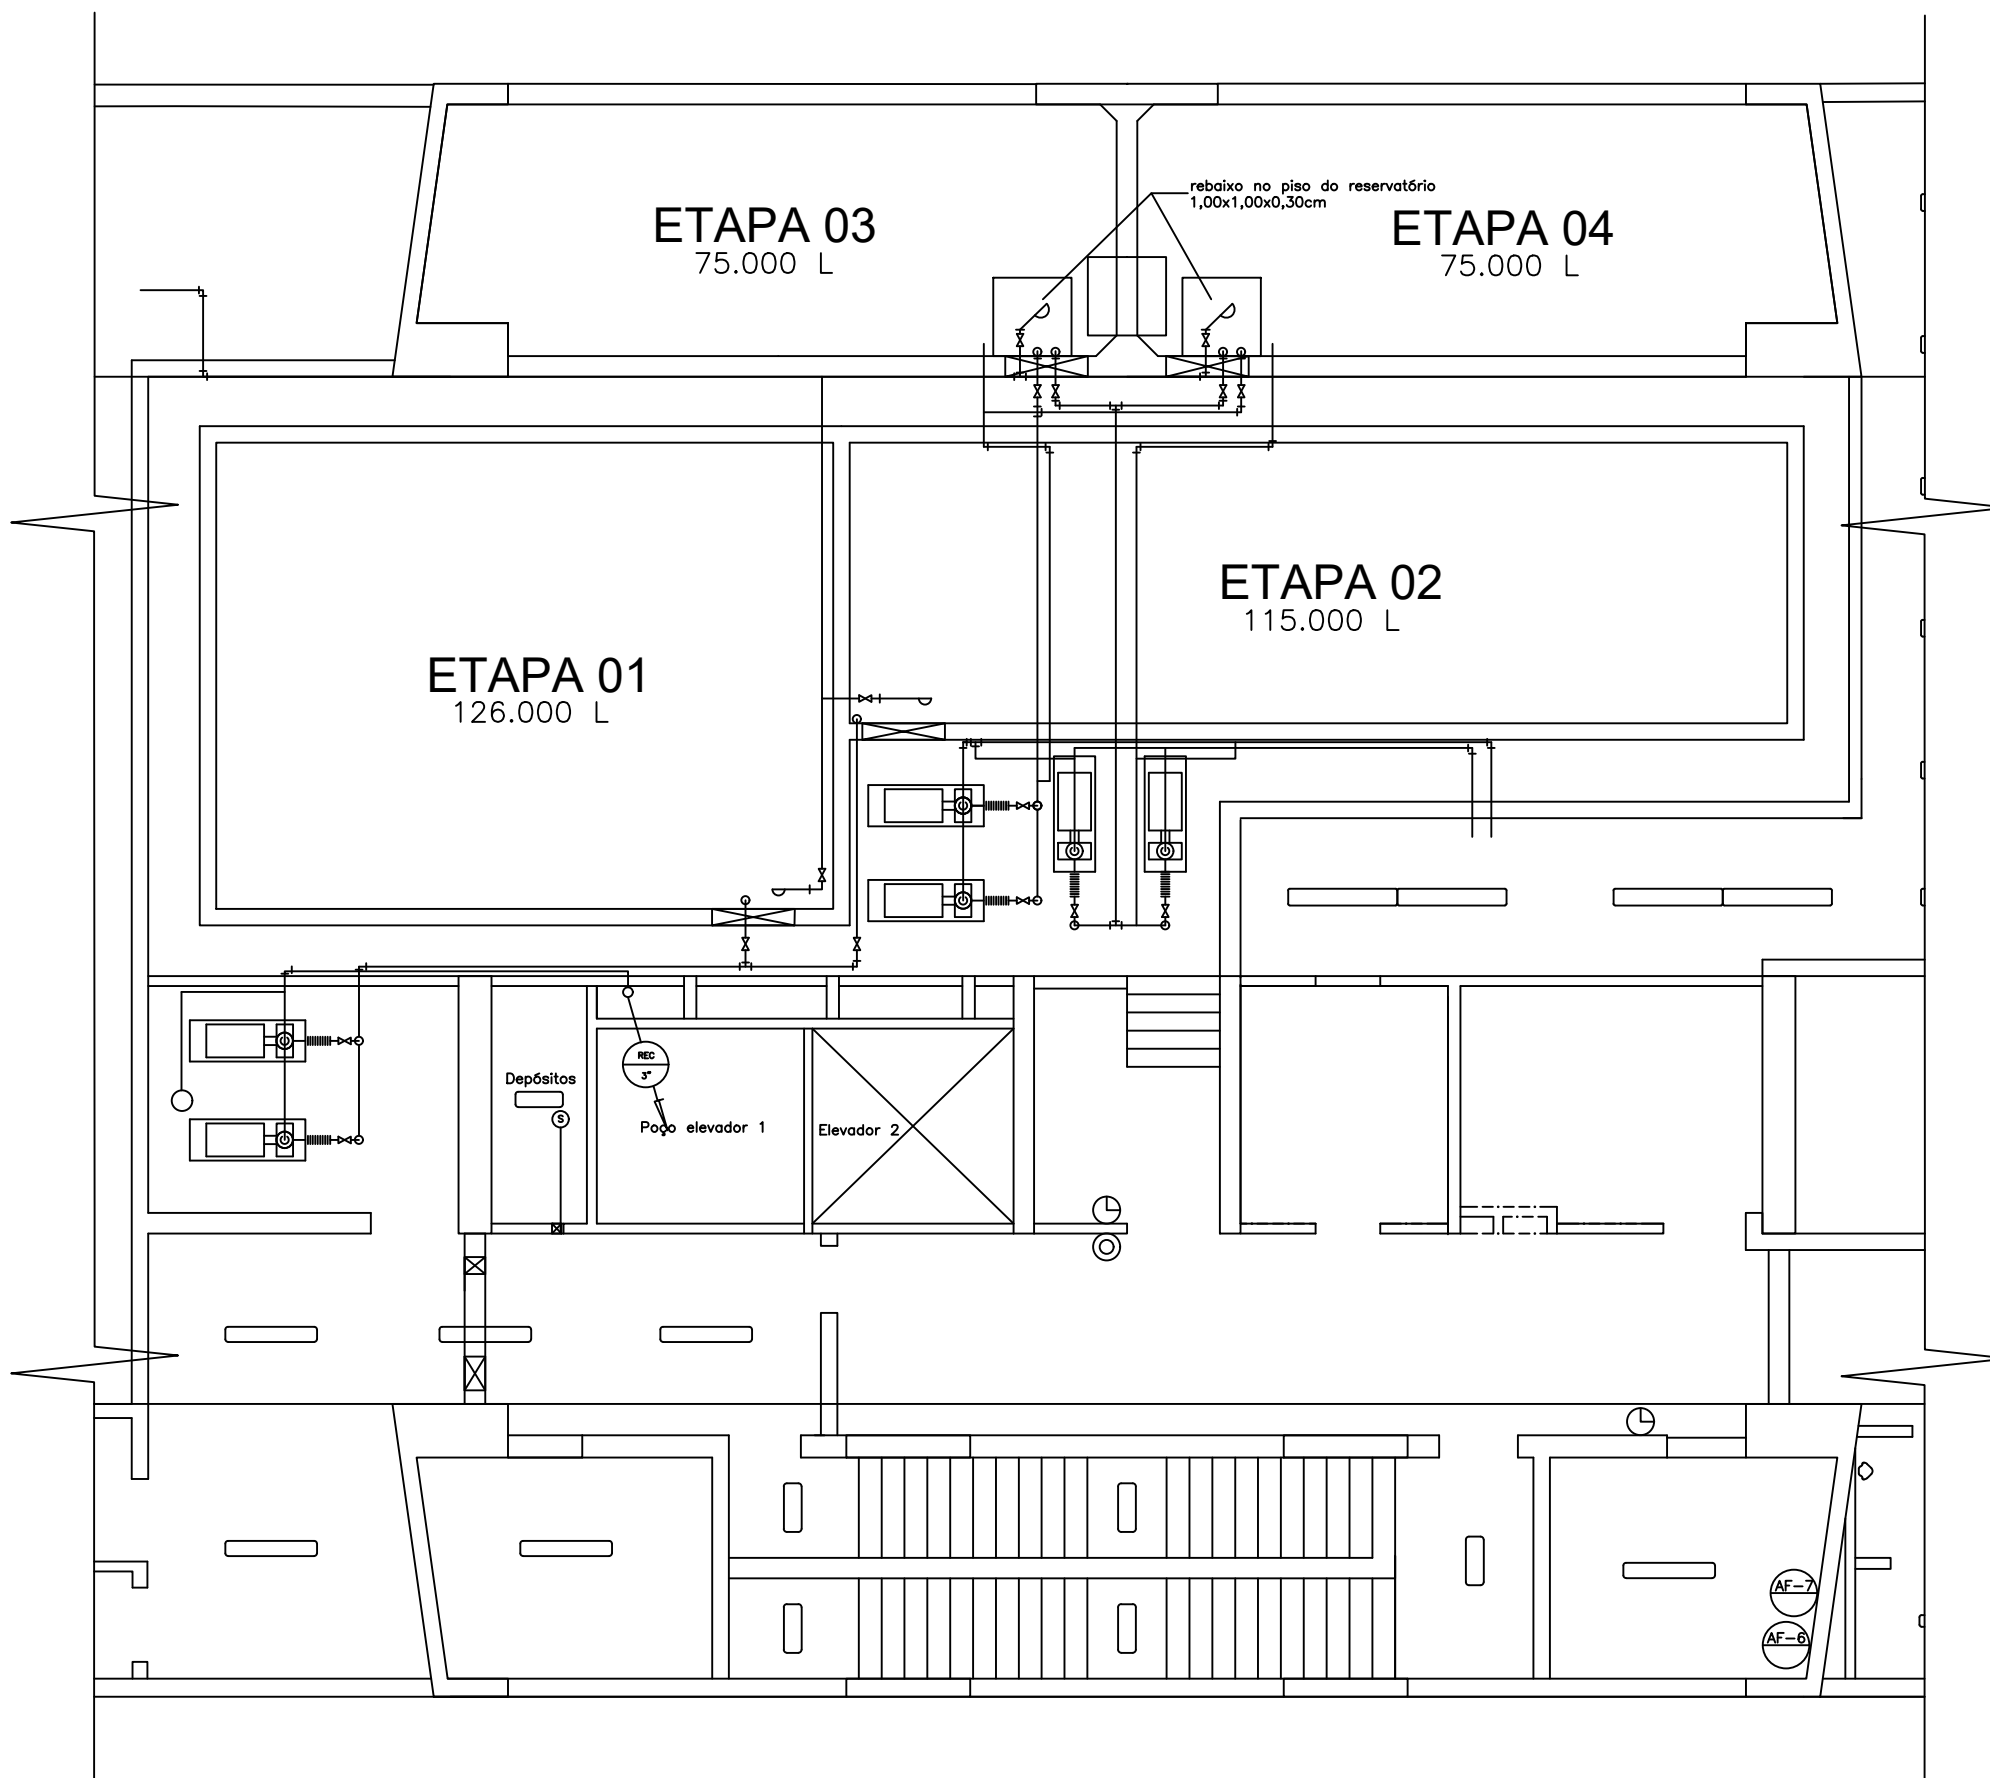 rebaixo no piso do reservatório
1,00x1,00x0,30cm
ETAPA 03
75.000 L
ETAPA 04
75.000 L
ETAPA 02
115.000 L
ETAPA 01
126.000 L
REC
3"
Depósitos
S
Poço elevador 1
Elevador 2
AF-7
AF-6